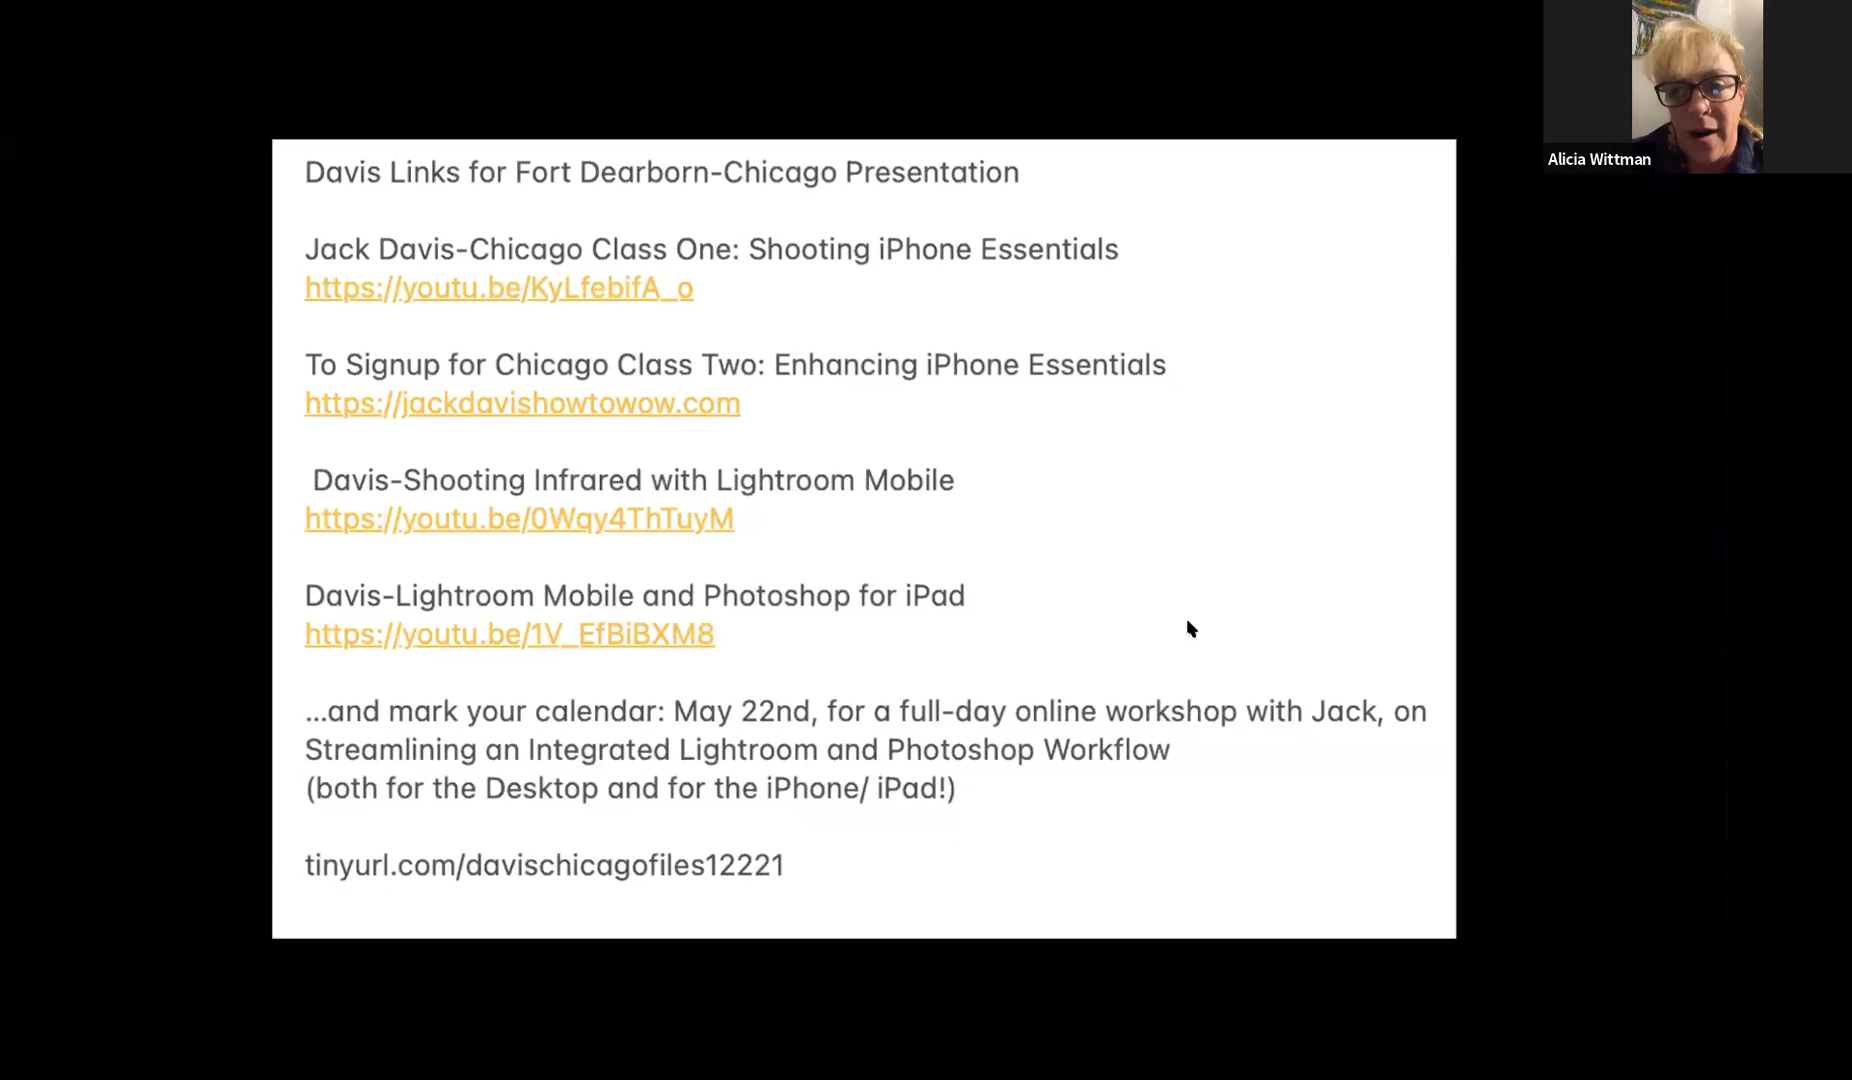 Alicia Wittman
Davis Links for Fort Dearborn-Chicago Presentation
Jack Davis-Chicago Class One: Shooting iPhone Essentials
https://youtu.be/KyLfebifA_o
To Signup for Chicago Class Two: Enhancing iPhone Essentials
https://jackdavishowtowow.com
Davis-Shooting Infrared with Lightroom Mobile
https://youtu.be/0Wqy4ThTuyM
Davis-Lightroom Mobile and Photoshop for iPad
https://youtu.be/1V_EfBiBXM8
...and mark your calendar: May 22nd, for a full-day online workshop with Jack, on
Streamlining an Integrated Lightroom and Photoshop Workflow
(both for the Desktop and for the iPhone/ iPad!)
tinyurl.com/davischicagofiles12221